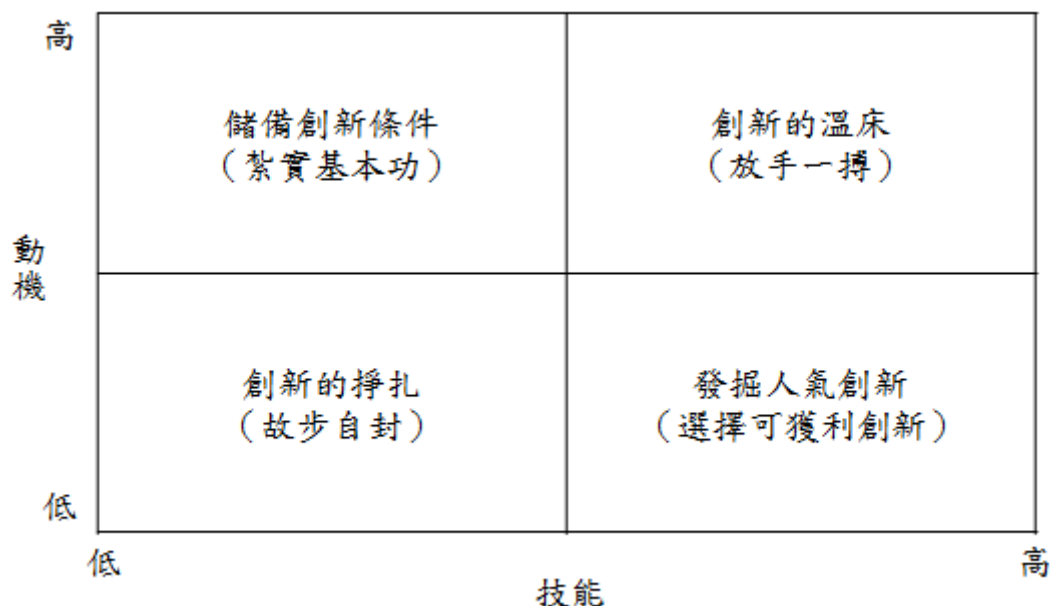 高
儲備創新條件
（紮實基本功）
創新的溫床
（放手一搏）
動
機
創新的掙扎
（故步自封）
發掘人氣創新
（選擇可獲利創新）
低
低
高
技能